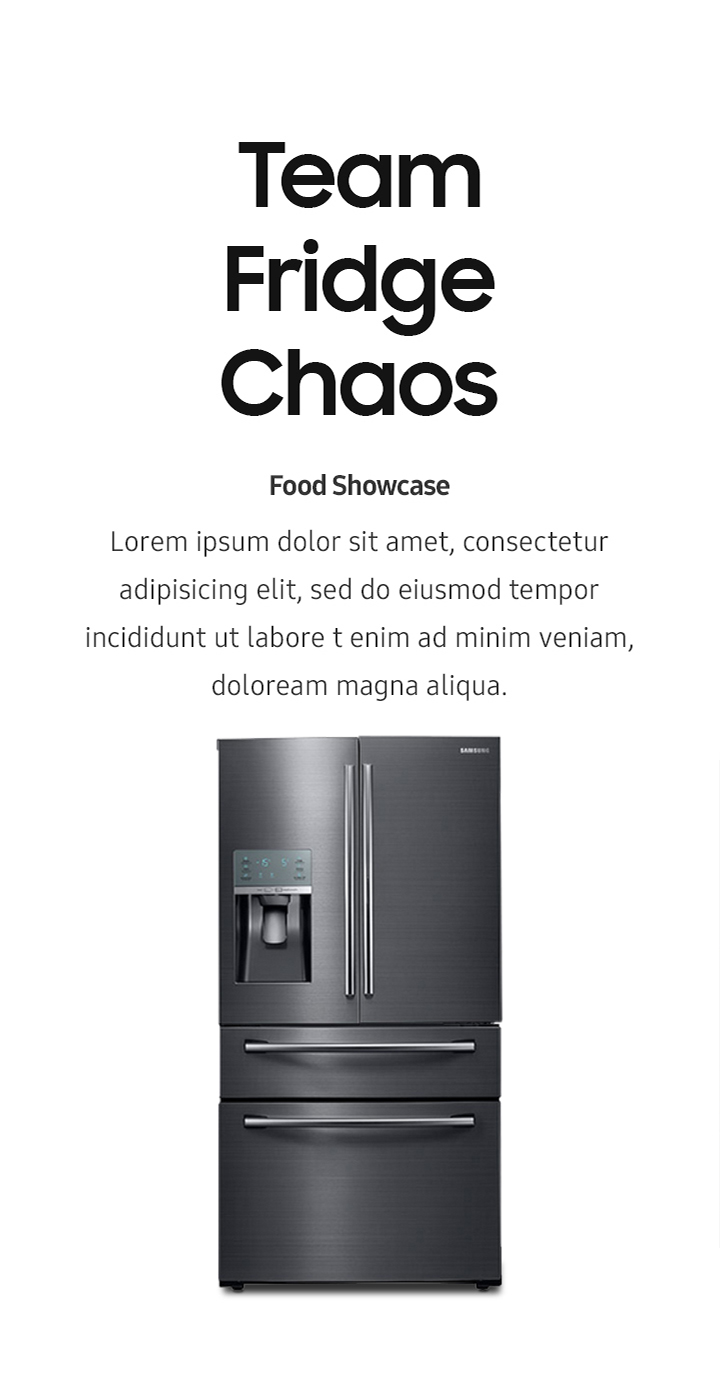 Team
Fridge
Chaos
Food Showcase
Lorem ipsum dolor sit amet, consectetur
adipisicing elit, sed do eiusmod tempor
incididunt ut labore t enim ad minim veniam,
doloream magna aliqua.
SAMSUNG